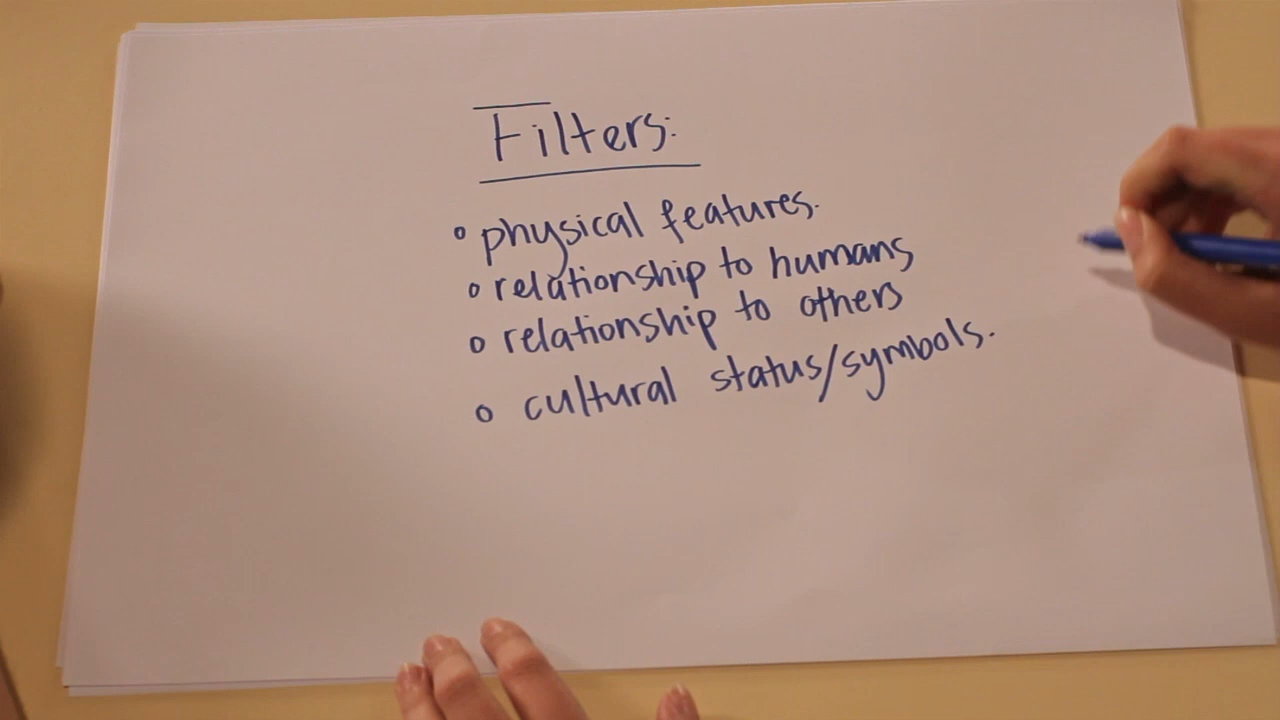 Filters:
° physical features.
° relationship to humans
° relationship to others
° cultural status/symbols.